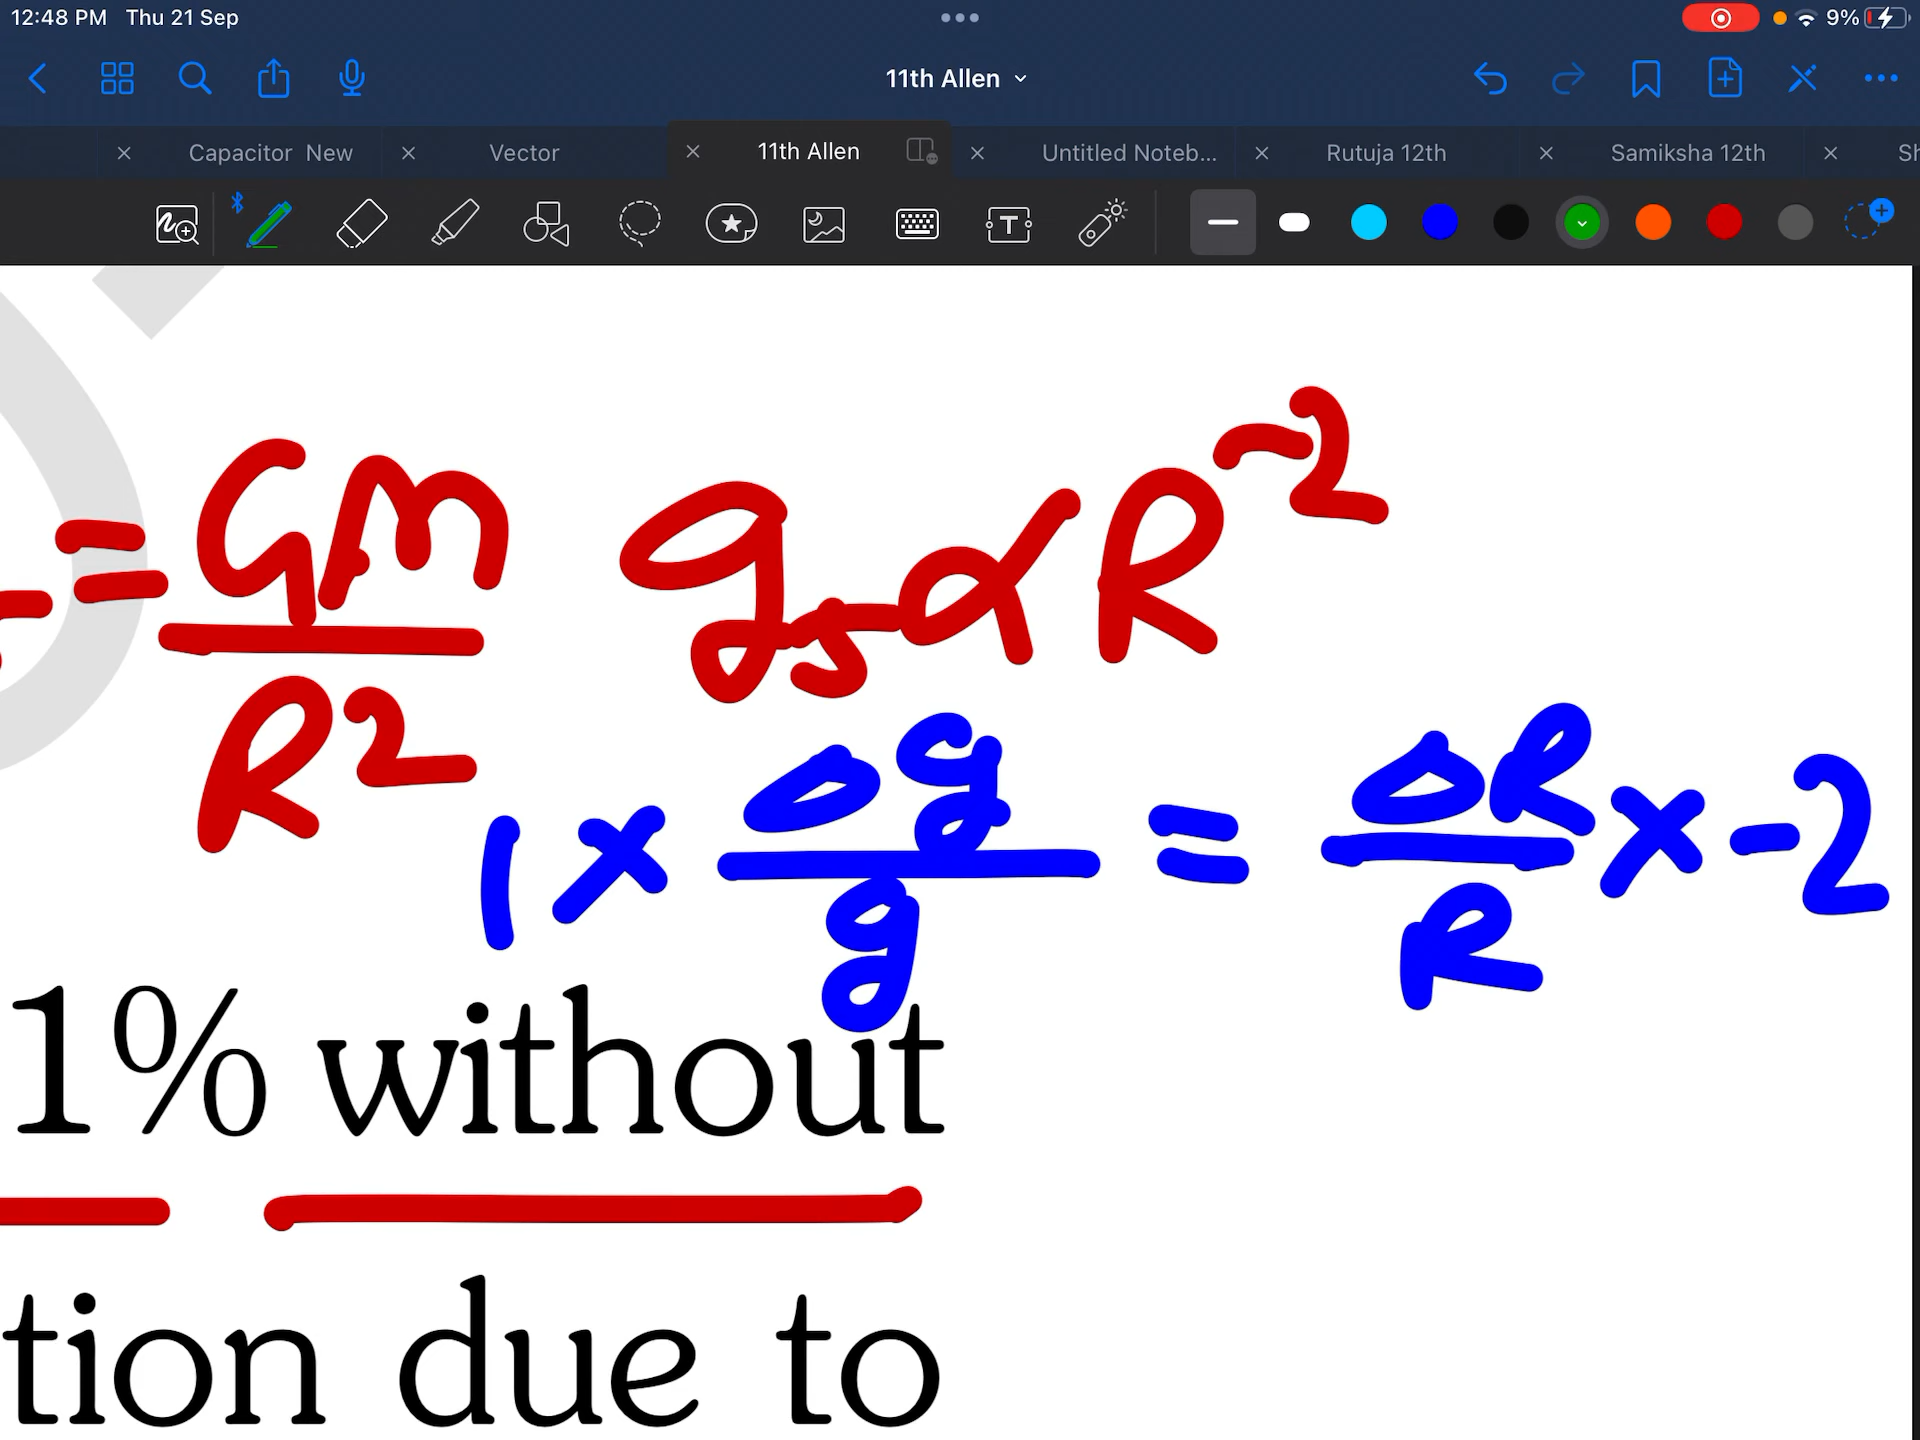 12:48 PM Thu 21 Sep
9%
11th Allen
Capacitor New
Vector
11th Allen
Untitled Noteb...
Rutuja 12th
Samiksha 12th
Sh
= GM / R² g_s ∝ R⁻²
1 × Δg / g = ΔR / R × -2
1% without
tion due to